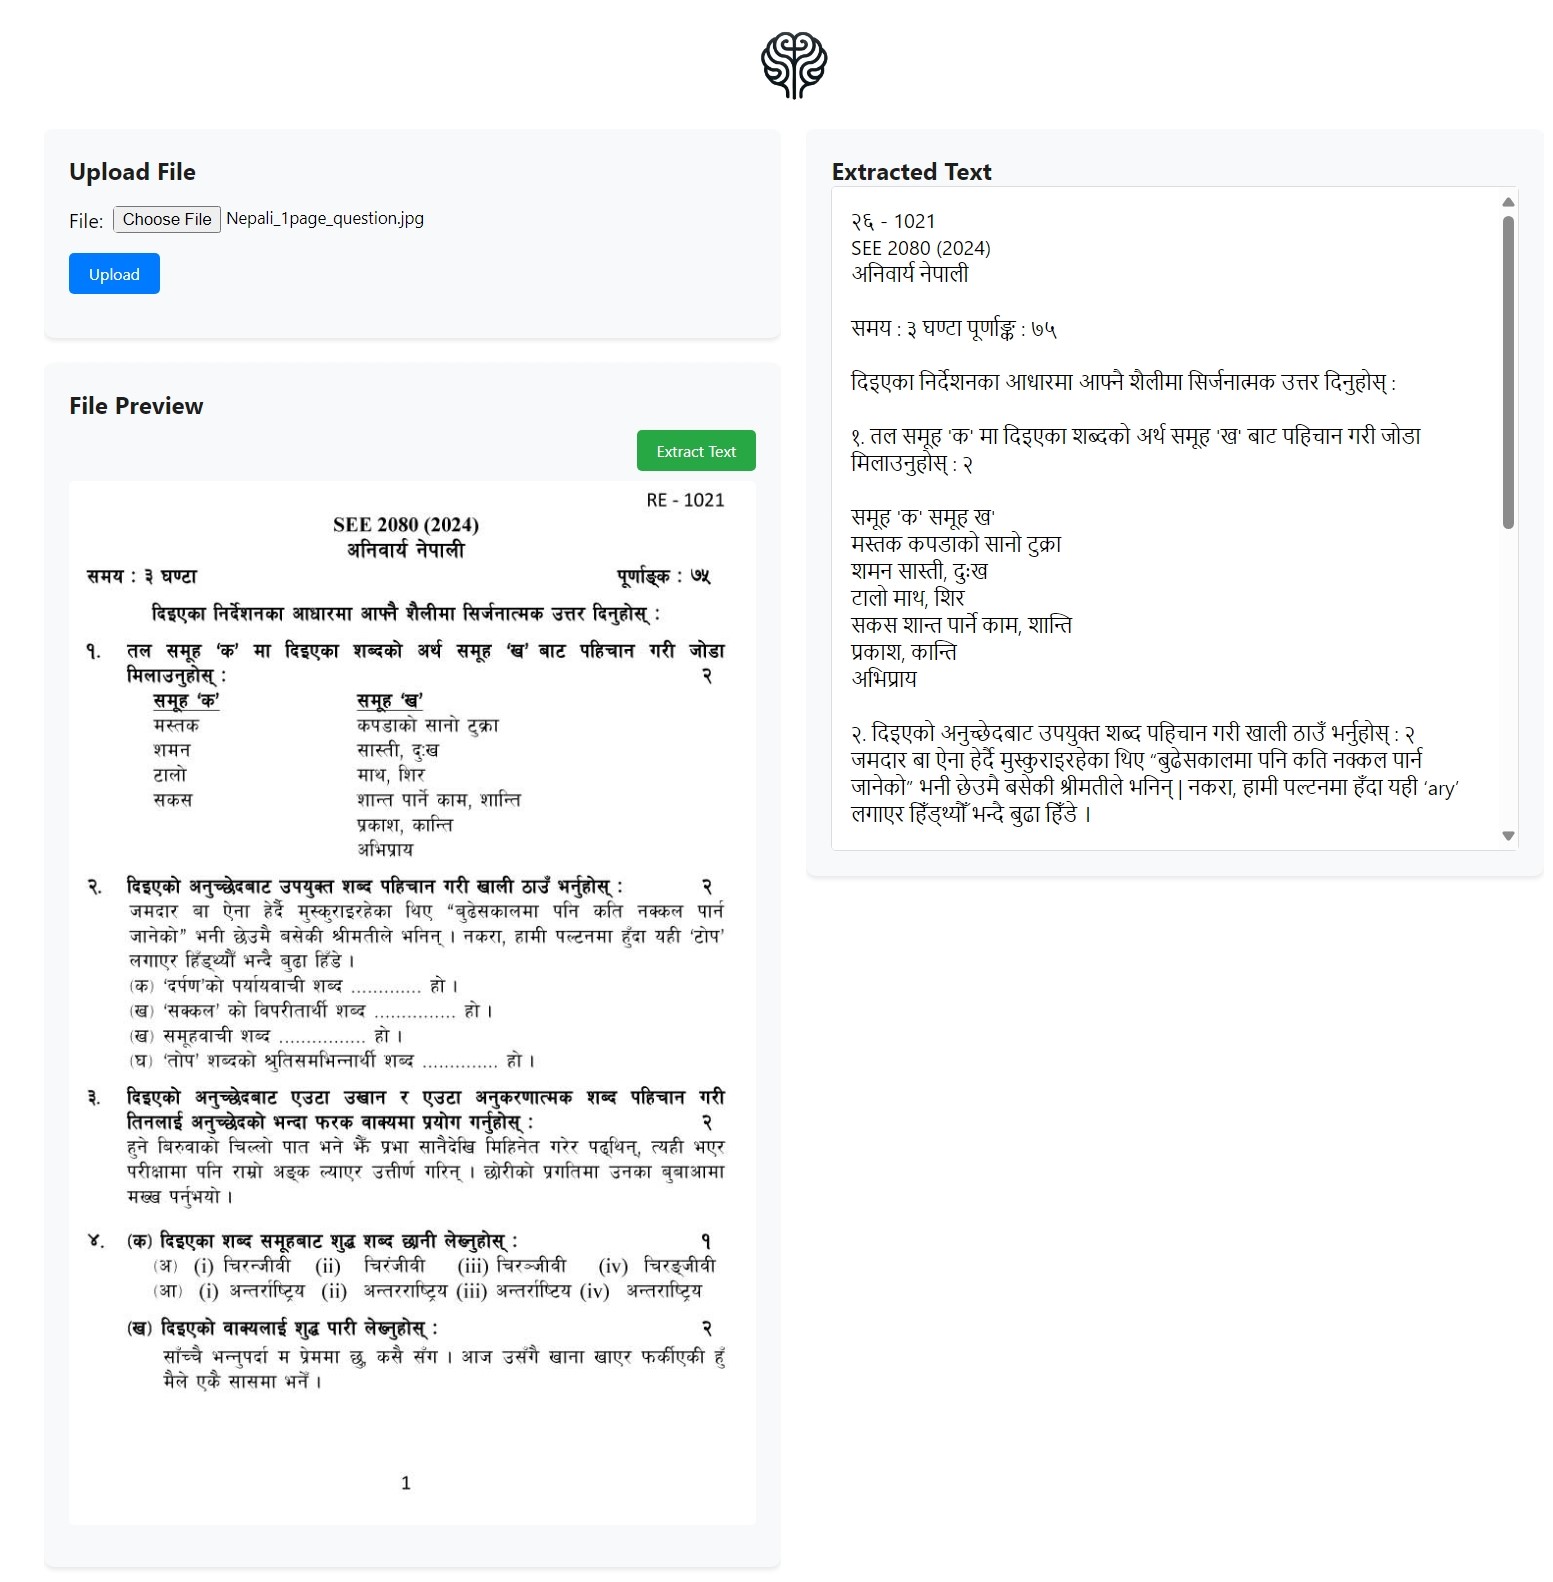 Upload File
File: Choose File Nepali_1page_question.jpg
Upload
File Preview
Extract Text
RE - 1021
SEE 2080 (2024)
अनिवार्य नेपाली
समय : ३ घण्टा पूर्णाङ्क : ७५
दिइएका निर्देशनका आधारमा आफ्नै शैलीमा सिर्जनात्मक उत्तर दिनुहोस् :
१. तल समूह ‘क’ मा दिइएका शब्दको अर्थ समूह ‘ख’ बाट पहिचान गरी जोडा
मिलाउनुहोस् : २
समूह ‘क’ समूह ‘ख’
मस्तक कपडाको सानो टुक्रा
शमन सास्ती, दुःख
टालो माथ, शिर
सकस शान्त पार्ने काम, शान्ति
प्रकाश, कान्ति
अभिप्राय
२. दिइएको अनुच्छेदबाट उपयुक्त शब्द पहिचान गरी खाली ठाउँ भर्नुहोस् : २
जमदार बा ऐना हेर्दै मुस्कुराइरहेका थिए “बुढेसकालमा पनि कति नक्कल पार्न
जानेको” भनी छेउमै बसेकी श्रीमतीले भनिन् । नकरा, हामी पल्टनमा हुँदा यही ‘टोप’
लगाएर हिँड्थ्यौँ भन्दै बुढा हिँडे ।
(क) ‘दर्पण’को पर्यायवाची शब्द ............. हो ।
(ख) ‘सक्कल’ को विपरीतार्थी शब्द ............... हो ।
(ख) समूहवाची शब्द ................ हो ।
(घ) ‘तोप’ शब्दको श्रुतिसमभिन्नार्थी शब्द .............. हो ।
३. दिइएको अनुच्छेदबाट एउटा उखान र एउटा अनुकरणात्मक शब्द पहिचान गरी
तिनलाई अनुच्छेदको भन्दा फरक वाक्यमा प्रयोग गर्नुहोस् : २
हुने बिरुवाको चिल्लो पात भने झैँ प्रभा सानैदेखि मिहिनेत गरेर पढ्थिन्, त्यही भएर
परीक्षामा पनि राम्रो अङ्क ल्याएर उत्तीर्ण गरिन् । छोरीको प्रगतिमा उनका बुबाआमा
मख्ख पर्नुभयो ।
४. (क) दिइएका शब्द समूहबाट शुद्ध शब्द छानी लेख्नुहोस् : १
(अ) (i) चिरन्जीवी (ii) चिरंजीवी (iii) चिरञ्जीवी (iv) चिरङ्जीवी
(आ) (i) अन्तर्राष्ट्रिय (ii) अन्तरराष्ट्रिय (iii) अन्तर्राष्टिय (iv) अन्तराष्ट्रिय
(ख) दिइएको वाक्यलाई शुद्ध पारी लेख्नुहोस् : २
साँच्चै भन्नुपर्दा म प्रेममा छु, कसै सँग । आज उसँगै खाना खाएर फर्कीएकी हुँ
मैले एकै सासमा भनेँ ।
1
Extracted Text
२६ - 1021
SEE 2080 (2024)
अनिवार्य नेपाली
समय : ३ घण्टा पूर्णाङ्क : ७५
दिइएका निर्देशनका आधारमा आफ्नै शैलीमा सिर्जनात्मक उत्तर दिनुहोस् :
१. तल समूह 'क' मा दिइएका शब्दको अर्थ समूह 'ख' बाट पहिचान गरी जोडा
मिलाउनुहोस् : २
समूह 'क' समूह ख'
मस्तक कपडाको सानो टुक्रा
शमन सास्ती, दुःख
टालो माथ, शिर
सकस शान्त पार्ने काम, शान्ति
प्रकाश, कान्ति
अभिप्राय
२. दिइएको अनुच्छेदबाट उपयुक्त शब्द पहिचान गरी खाली ठाउँ भर्नुहोस् : २
जमदार बा ऐना हेर्दै मुस्कुराइरहेका थिए “बुढेसकालमा पनि कति नक्कल पार्न
जानेको” भनी छेउमै बसेकी श्रीमतीले भनिन् | नकरा, हामी पल्टनमा हँदा यही ‘ary’
लगाएर हिँड्थ्यौँ भन्दै बुढा हिँडे ।